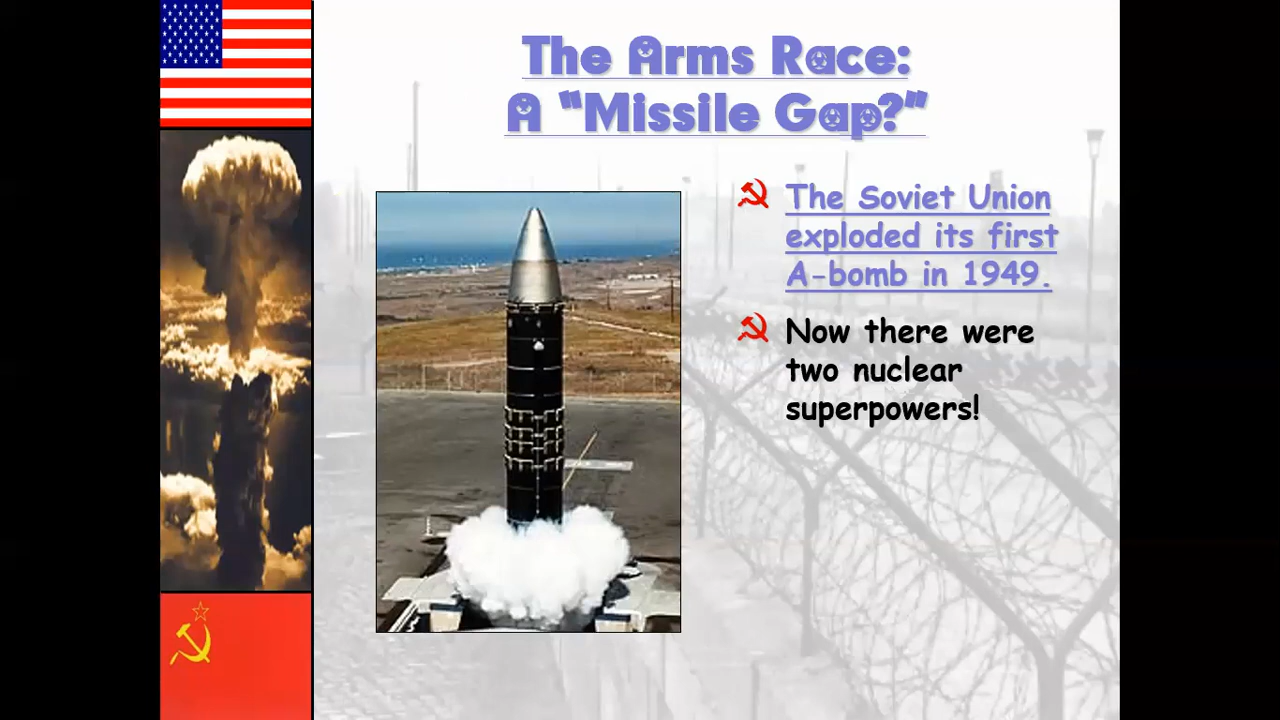 The Arms Race:
A "Missile Gap?"
The Soviet Union
exploded its first
A-bomb in 1949.
Now there were
two nuclear
superpowers!